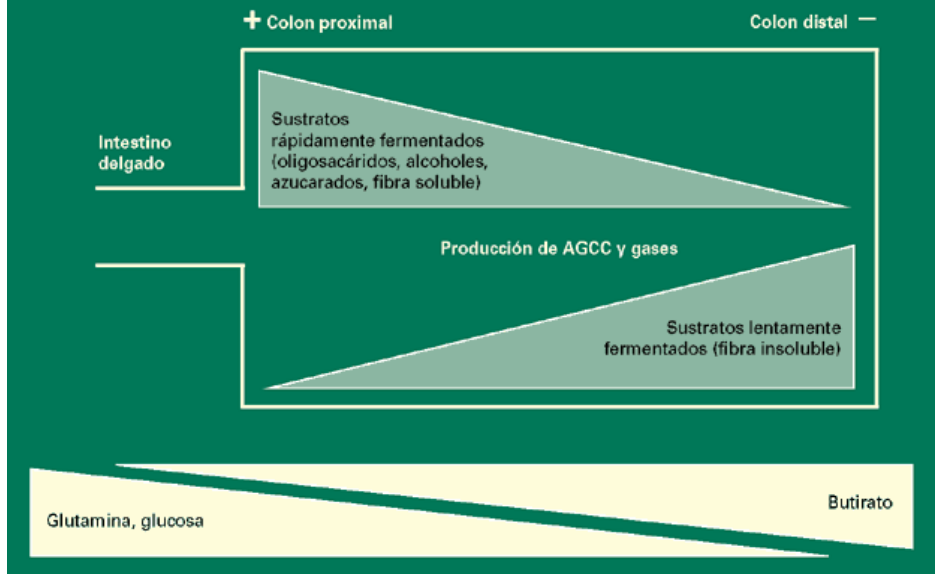 + Colon proximal
Colon distal −
Intestino
delgado
Sustratos
rápidamente fermentados
(oligosacáridos, alcoholes,
azucarados, fibra soluble)
Producción de AGCC y gases
Sustratos lentamente
fermentados (fibra insoluble)
Glutamina, glucosa
Butirato